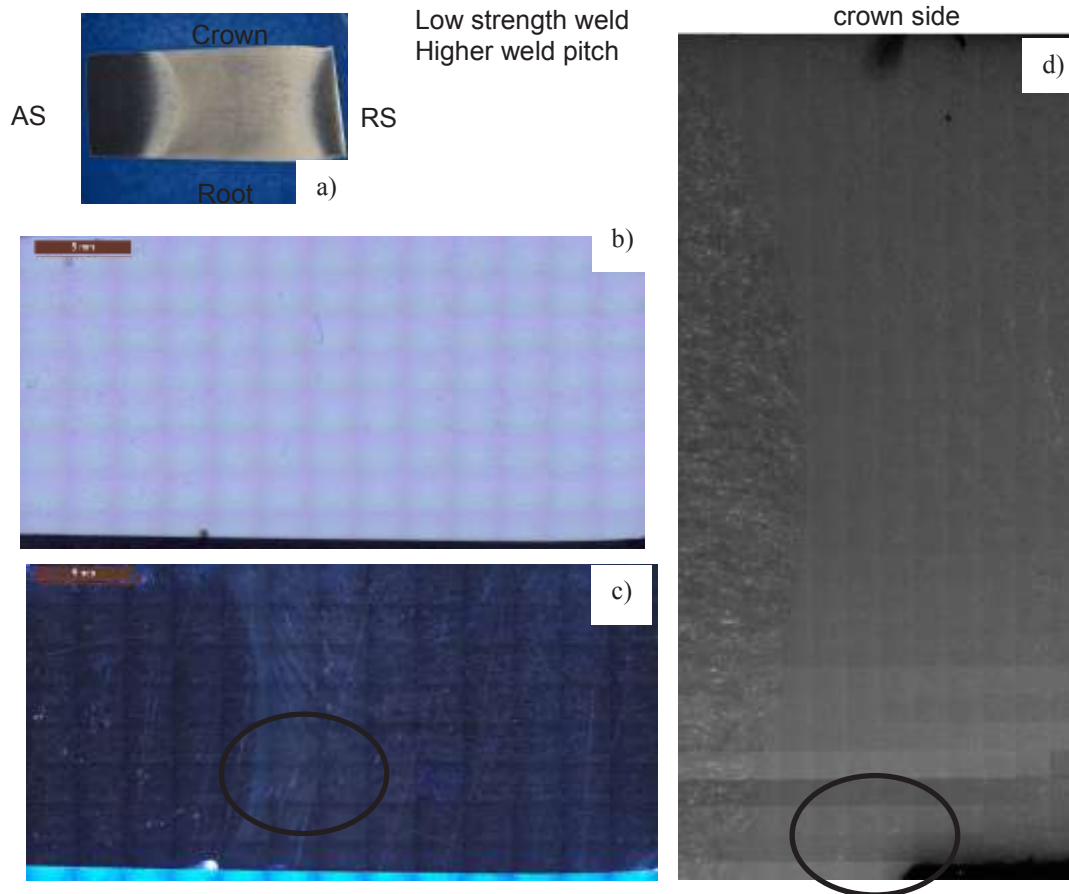 Crown
AS
RS
Root
a)
Low strength weld
Higher weld pitch
b)
c)
crown side
d)